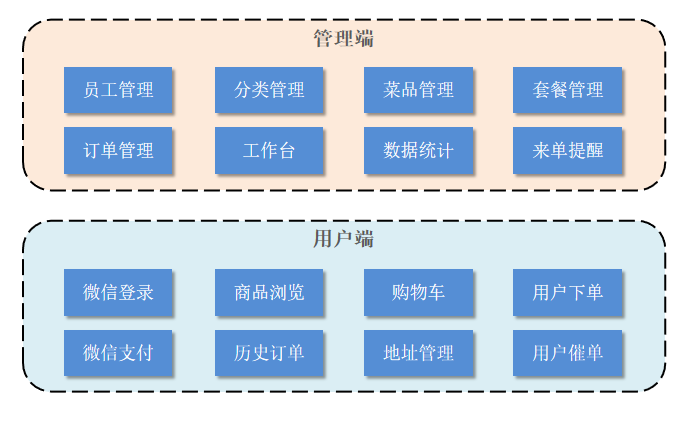 管理端
员工管理 分类管理 菜品管理 套餐管理
订单管理 工作台 数据统计 来单提醒
用户端
微信登录 商品浏览 购物车 用户下单
微信支付 历史订单 地址管理 用户催单